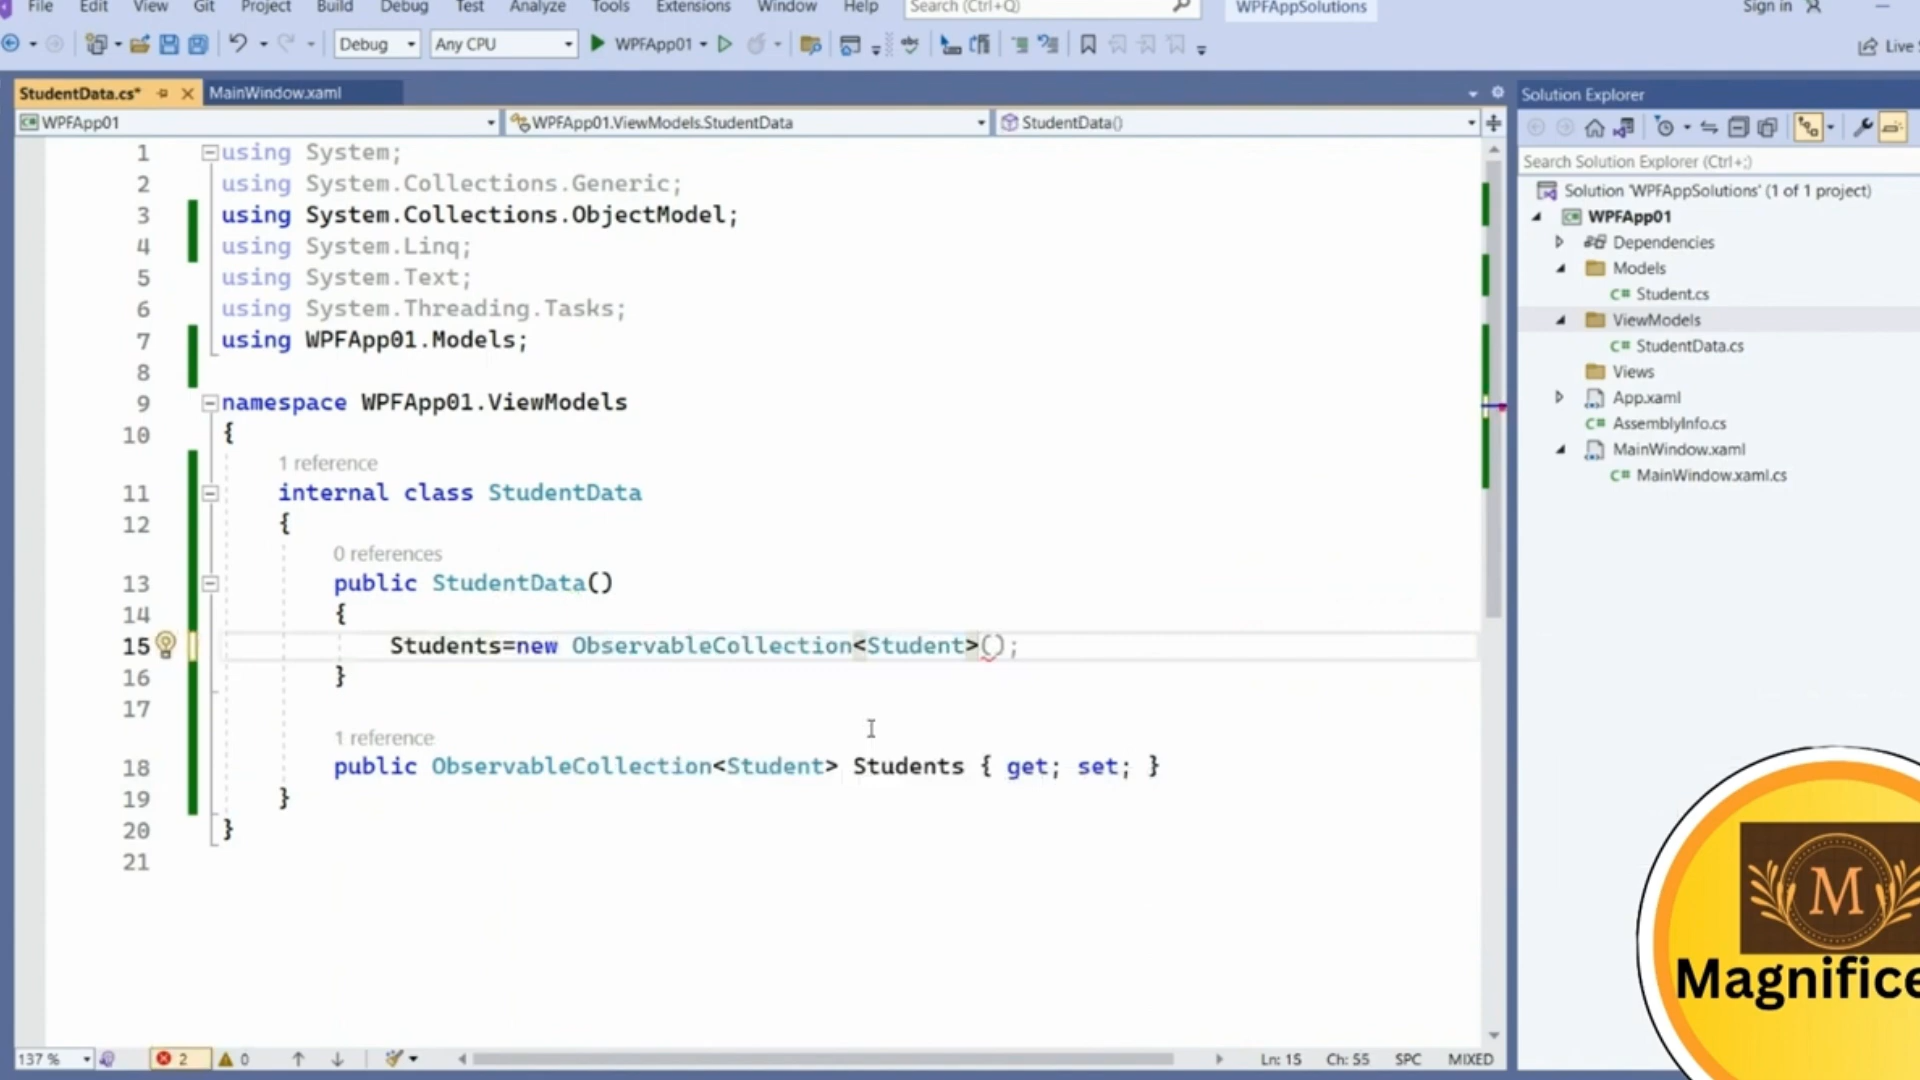 File Edit View Git Project Build Debug Test Analyze Tools Extensions Window Help Search (Ctrl+Q) WPFAppSolutions Sign in
Debug Any CPU WPFApp01 Live
StudentData.cs* MainWindow.xaml
WPFApp01 WPFApp01.ViewModels.StudentData StudentData()
1 using System;
2 using System.Collections.Generic;
3 using System.Collections.ObjectModel;
4 using System.Linq;
5 using System.Text;
6 using System.Threading.Tasks;
7 using WPFApp01.Models;
8
9 namespace WPFApp01.ViewModels
10 {
1 reference
11 internal class StudentData
12 {
0 references
13 public StudentData()
14 {
15 Students=new ObservableCollection<Student>();
16 }
17
1 reference
18 public ObservableCollection<Student> Students { get; set; }
19 }
20 }
21
137 % 2 0 Ln: 15 Ch: 55 SPC MIXED
Solution Explorer
Search Solution Explorer (Ctrl+;)
Solution 'WPFAppSolutions' (1 of 1 project)
WPFApp01
Dependencies
Models
C# Student.cs
ViewModels
C# StudentData.cs
Views
App.xaml
C# AssemblyInfo.cs
MainWindow.xaml
C# MainWindow.xaml.cs
M
Magnifice